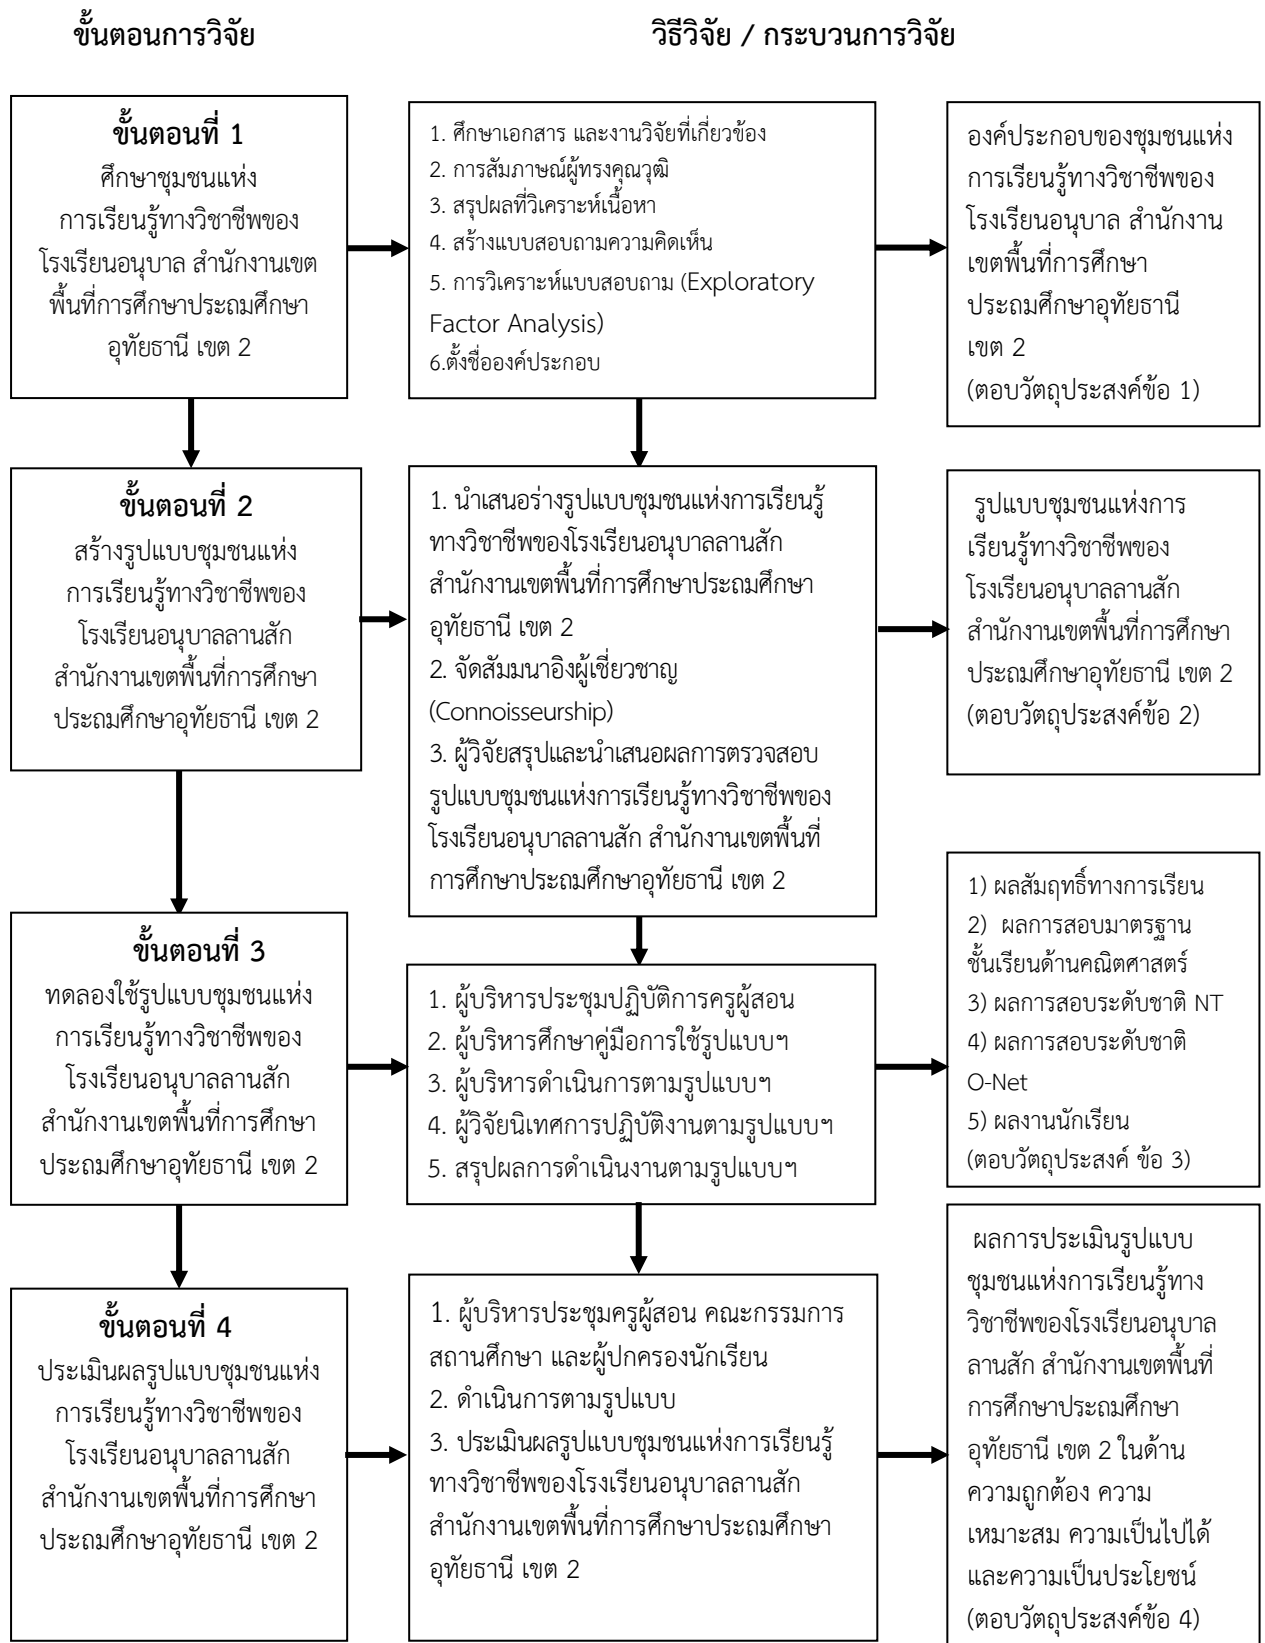 ขั้นตอนการวิจัย
วิธีวิจัย / กระบวนการวิจัย
ขั้นตอนที่ 1
ศึกษาชุมชนแห่ง
การเรียนรู้ทางวิชาชีพของ
โรงเรียนอนุบาล สำนักงานเขต
พื้นที่การศึกษาประถมศึกษา
อุทัยธานี เขต 2
1. ศึกษาเอกสาร และงานวิจัยที่เกี่ยวข้อง
2. การสัมภาษณ์ผู้ทรงคุณวุฒิ
3. สรุปผลที่วิเคราะห์เนื้อหา
4. สร้างแบบสอบถามความคิดเห็น
5. การวิเคราะห์แบบสอบถาม (Exploratory
Factor Analysis)
6.ตั้งชื่อองค์ประกอบ
องค์ประกอบของชุมชนแห่ง
การเรียนรู้ทางวิชาชีพของ
โรงเรียนอนุบาล สำนักงาน
เขตพื้นที่การศึกษา
ประถมศึกษาอุทัยธานี
เขต 2
(ตอบวัตถุประสงค์ข้อ 1)
ขั้นตอนที่ 2
สร้างรูปแบบชุมชนแห่ง
การเรียนรู้ทางวิชาชีพของ
โรงเรียนอนุบาลลานสัก
สำนักงานเขตพื้นที่การศึกษา
ประถมศึกษาอุทัยธานี เขต 2
1. นำเสนอร่างรูปแบบชุมชนแห่งการเรียนรู้
ทางวิชาชีพของโรงเรียนอนุบาลลานสัก
สำนักงานเขตพื้นที่การศึกษาประถมศึกษา
อุทัยธานี เขต 2
2. จัดสัมมนาอิงผู้เชี่ยวชาญ
(Connoisseurship)
3. ผู้วิจัยสรุปและนำเสนอผลการตรวจสอบ
รูปแบบชุมชนแห่งการเรียนรู้ทางวิชาชีพของ
โรงเรียนอนุบาลลานสัก สำนักงานเขตพื้นที่
การศึกษาประถมศึกษาอุทัยธานี เขต 2
รูปแบบชุมชนแห่งการ
เรียนรู้ทางวิชาชีพของ
โรงเรียนอนุบาลลานสัก
สำนักงานเขตพื้นที่การศึกษา
ประถมศึกษาอุทัยธานี เขต 2
(ตอบวัตถุประสงค์ข้อ 2)
ขั้นตอนที่ 3
ทดลองใช้รูปแบบชุมชนแห่ง
การเรียนรู้ทางวิชาชีพของ
โรงเรียนอนุบาลลานสัก
สำนักงานเขตพื้นที่การศึกษา
ประถมศึกษาอุทัยธานี เขต 2
1. ผู้บริหารประชุมปฏิบัติการครูผู้สอน
2. ผู้บริหารศึกษาคู่มือการใช้รูปแบบฯ
3. ผู้บริหารดำเนินการตามรูปแบบฯ
4. ผู้วิจัยนิเทศการปฏิบัติงานตามรูปแบบฯ
5. สรุปผลการดำเนินงานตามรูปแบบฯ
1) ผลสัมฤทธิ์ทางการเรียน
2) ผลการสอบมาตรฐาน
ชั้นเรียนด้านคณิตศาสตร์
3) ผลการสอบระดับชาติ NT
4) ผลการสอบระดับชาติ
O-Net
5) ผลงานนักเรียน
(ตอบวัตถุประสงค์ ข้อ 3)
ขั้นตอนที่ 4
ประเมินผลรูปแบบชุมชนแห่ง
การเรียนรู้ทางวิชาชีพของ
โรงเรียนอนุบาลลานสัก
สำนักงานเขตพื้นที่การศึกษา
ประถมศึกษาอุทัยธานี เขต 2
1. ผู้บริหารประชุมครูผู้สอน คณะกรรมการ
สถานศึกษา และผู้ปกครองนักเรียน
2. ดำเนินการตามรูปแบบ
3. ประเมินผลรูปแบบชุมชนแห่งการเรียนรู้
ทางวิชาชีพของโรงเรียนอนุบาลลานสัก
สำนักงานเขตพื้นที่การศึกษาประถมศึกษา
อุทัยธานี เขต 2
ผลการประเมินรูปแบบ
ชุมชนแห่งการเรียนรู้ทาง
วิชาชีพของโรงเรียนอนุบาล
ลานสัก สำนักงานเขตพื้นที่
การศึกษาประถมศึกษา
อุทัยธานี เขต 2 ในด้าน
ความถูกต้อง ความ
เหมาะสม ความเป็นไปได้
และความเป็นประโยชน์
(ตอบวัตถุประสงค์ข้อ 4)